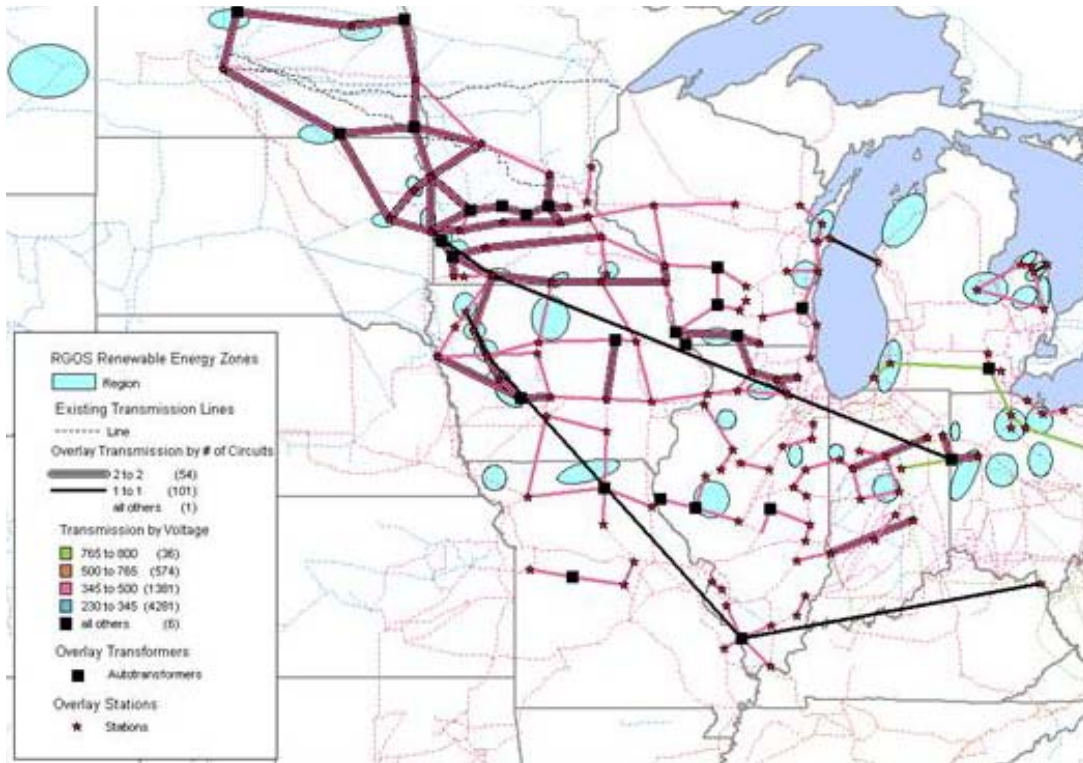 RGOS Renewable Energy Zones
Region
Existing Transmission Lines
Line
Overlay Transmission by # of Circuits
2 to 2 (54)
1 to 1 (101)
all others (1)
Transmission by Voltage
765 to 800 (36)
500 to 765 (574)
345 to 500 (1381)
230 to 345 (4281)
all others (6)
Overlay Transformers
Autotransformers
Overlay Stations
Stations